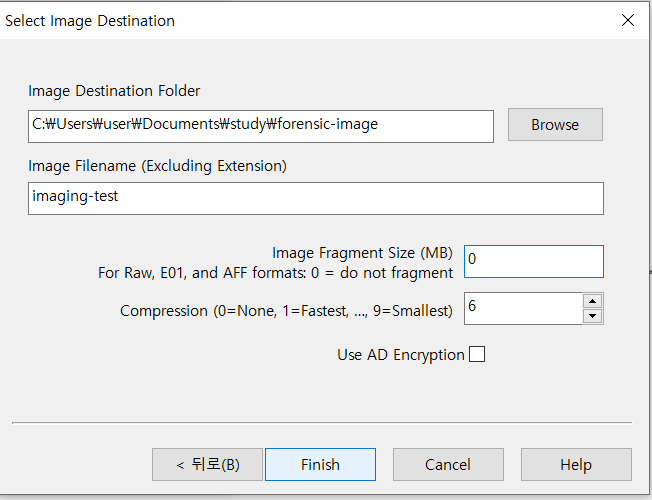 Select Image Destination
Image Destination Folder
C:₩Users₩user₩Documents₩study₩forensic-image
Browse
Image Filename (Excluding Extension)
imaging-test
Image Fragment Size (MB)
0
For Raw, E01, and AFF formats: 0 = do not fragment
Compression (0=None, 1=Fastest, ..., 9=Smallest)
6
Use AD Encryption
< 뒤로(B)
Finish
Cancel
Help